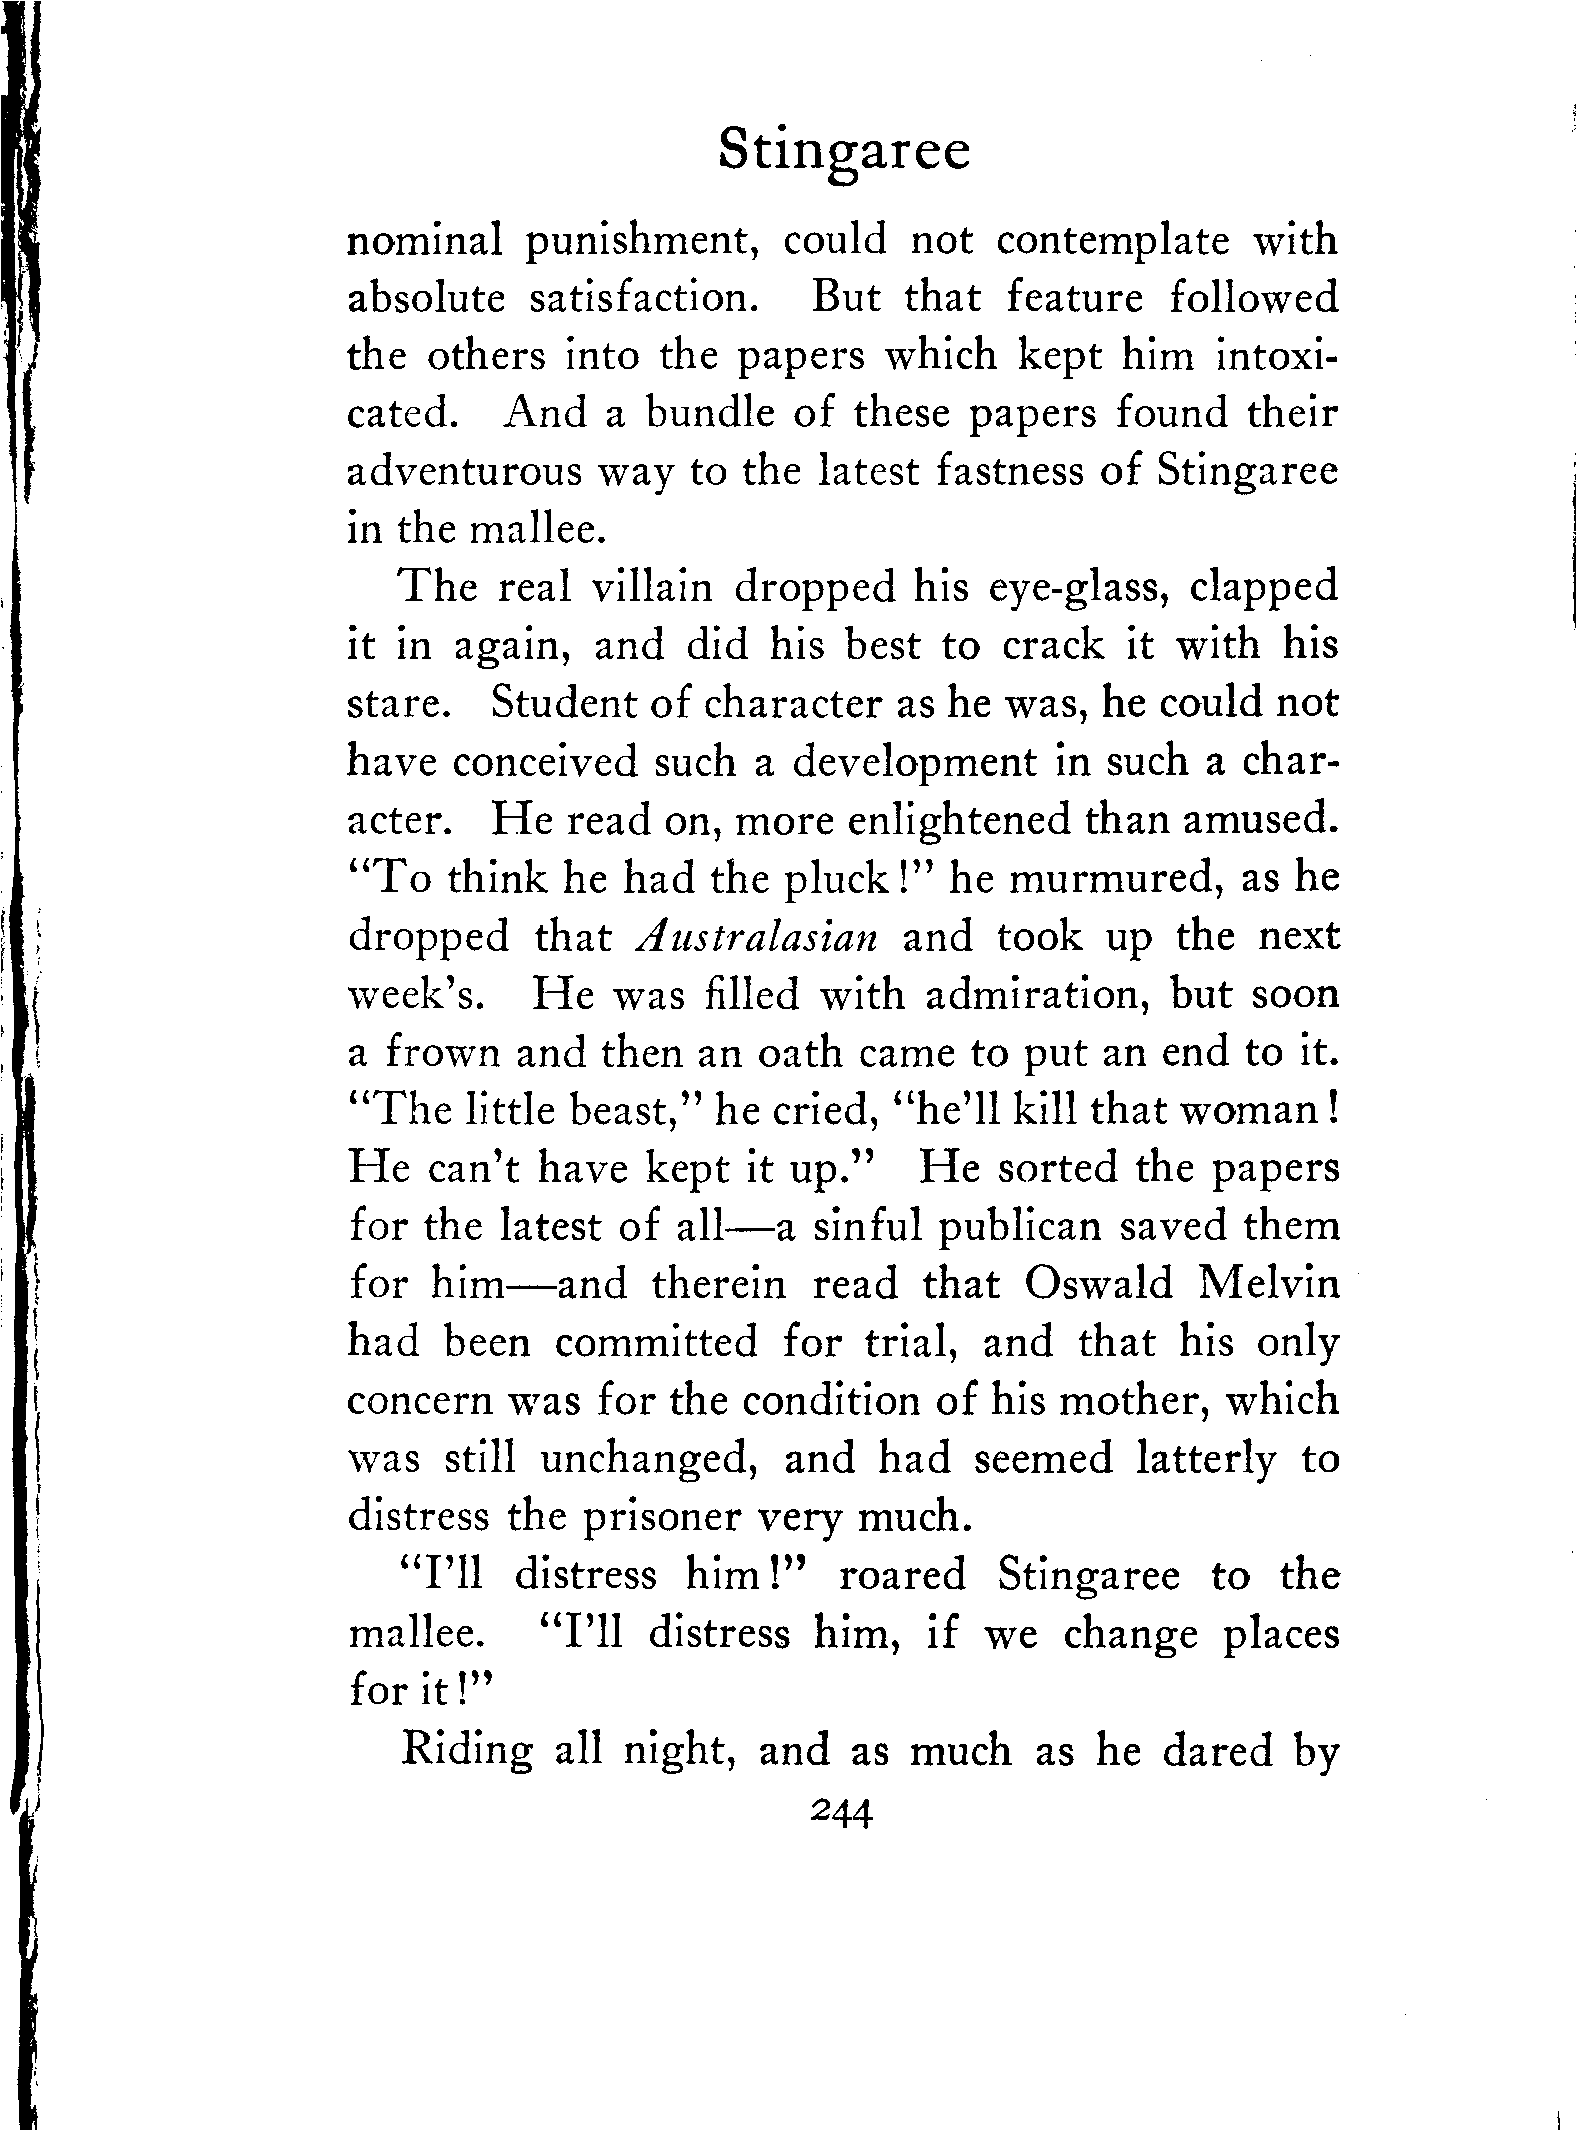 Stingaree
nominal punishment, could not contemplate with
absolute satisfaction. But that feature followed
the others into the papers which kept him intoxi-
cated. And a bundle of these papers found their
adventurous way to the latest fastness of Stingaree
in the mallee.
The real villain dropped his eye-glass, clapped
it in again, and did his best to crack it with his
stare. Student of character as he was, he could not
have conceived such a development in such a char-
acter. He read on, more enlightened than amused.
"To think he had the pluck!" he murmured, as he
dropped that Australasian and took up the next
week's. He was filled with admiration, but soon
a frown and then an oath came to put an end to it.
"The little beast," he cried, "he'll kill that woman!
He can't have kept it up." He sorted the papers
for the latest of all—a sinful publican saved them
for him—and therein read that Oswald Melvin
had been committed for trial, and that his only
concern was for the condition of his mother, which
was still unchanged, and had seemed latterly to
distress the prisoner very much.
"I'll distress him!" roared Stingaree to the
mallee. "I'll distress him, if we change places
for it!"
Riding all night, and as much as he dared by
244